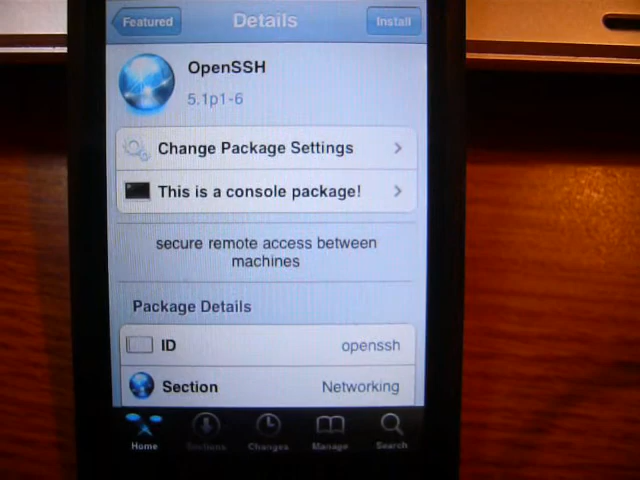 Featured
Details
Install
OpenSSH
5.1p1-6
Change Package Settings
This is a console package!
secure remote access between
machines
Package Details
ID
openssh
Section
Networking
Home
Sections
Changes
Manage
Search